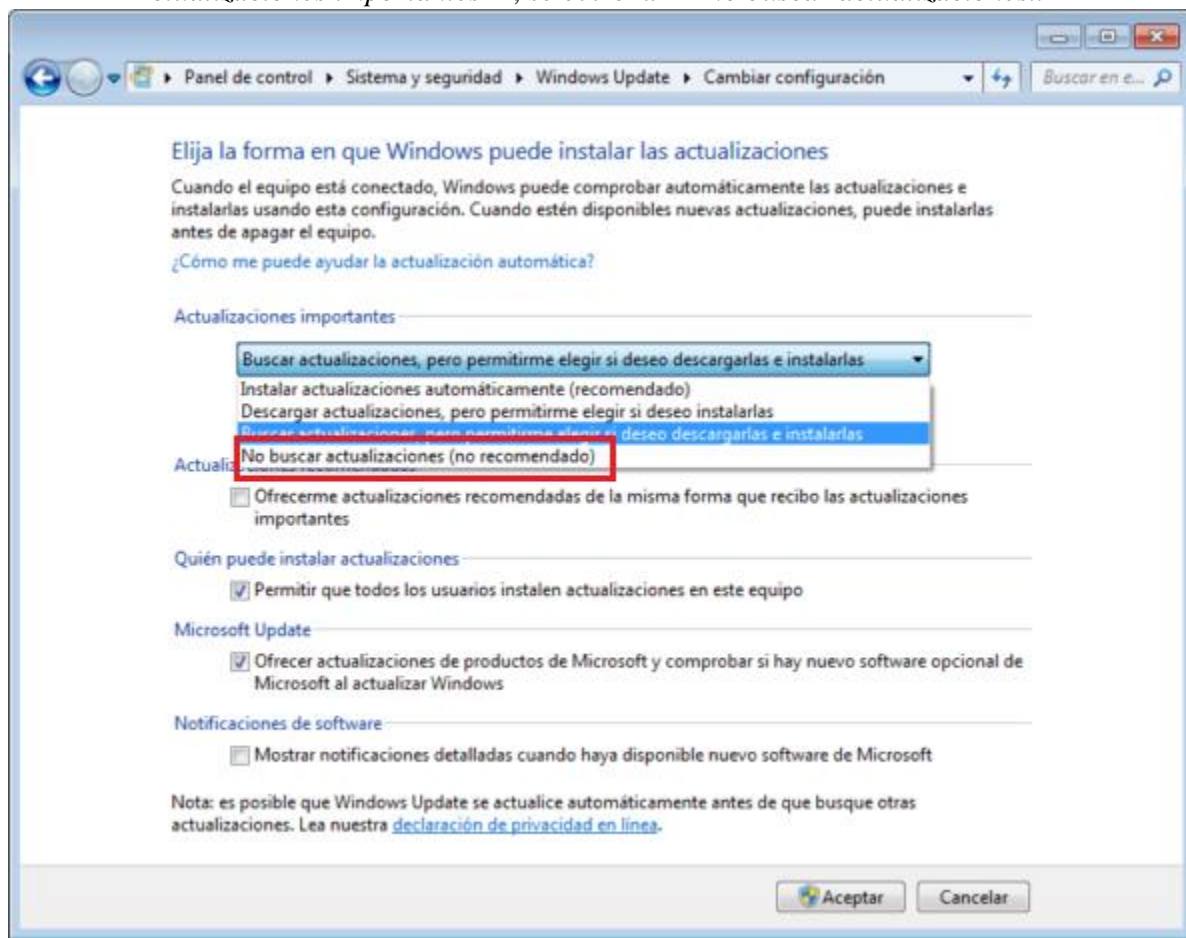 Panel de control ▸ Sistema y seguridad ▸ Windows Update ▸ Cambiar configuración
Buscar en e...
Elija la forma en que Windows puede instalar las actualizaciones
Cuando el equipo está conectado, Windows puede comprobar automáticamente las actualizaciones e
instalarlas usando esta configuración. Cuando estén disponibles nuevas actualizaciones, puede instalarlas
antes de apagar el equipo.
¿Cómo me puede ayudar la actualización automática?
Actualizaciones importantes
Buscar actualizaciones, pero permitirme elegir si deseo descargarlas e instalarlas
Instalar actualizaciones automáticamente (recomendado)
Descargar actualizaciones, pero permitirme elegir si deseo instalarlas
Buscar actualizaciones, pero permitirme elegir si deseo descargarlas e instalarlas
No buscar actualizaciones (no recomendado)
Ofrecerme actualizaciones recomendadas de la misma forma que recibo las actualizaciones
importantes
Quién puede instalar actualizaciones
Permitir que todos los usuarios instalen actualizaciones en este equipo
Microsoft Update
Ofrecer actualizaciones de productos de Microsoft y comprobar si hay nuevo software opcional de
Microsoft al actualizar Windows
Notificaciones de software
Mostrar notificaciones detalladas cuando haya disponible nuevo software de Microsoft
Nota: es posible que Windows Update se actualice automáticamente antes de que busque otras
actualizaciones. Lea nuestra declaración de privacidad en línea.
Aceptar
Cancelar